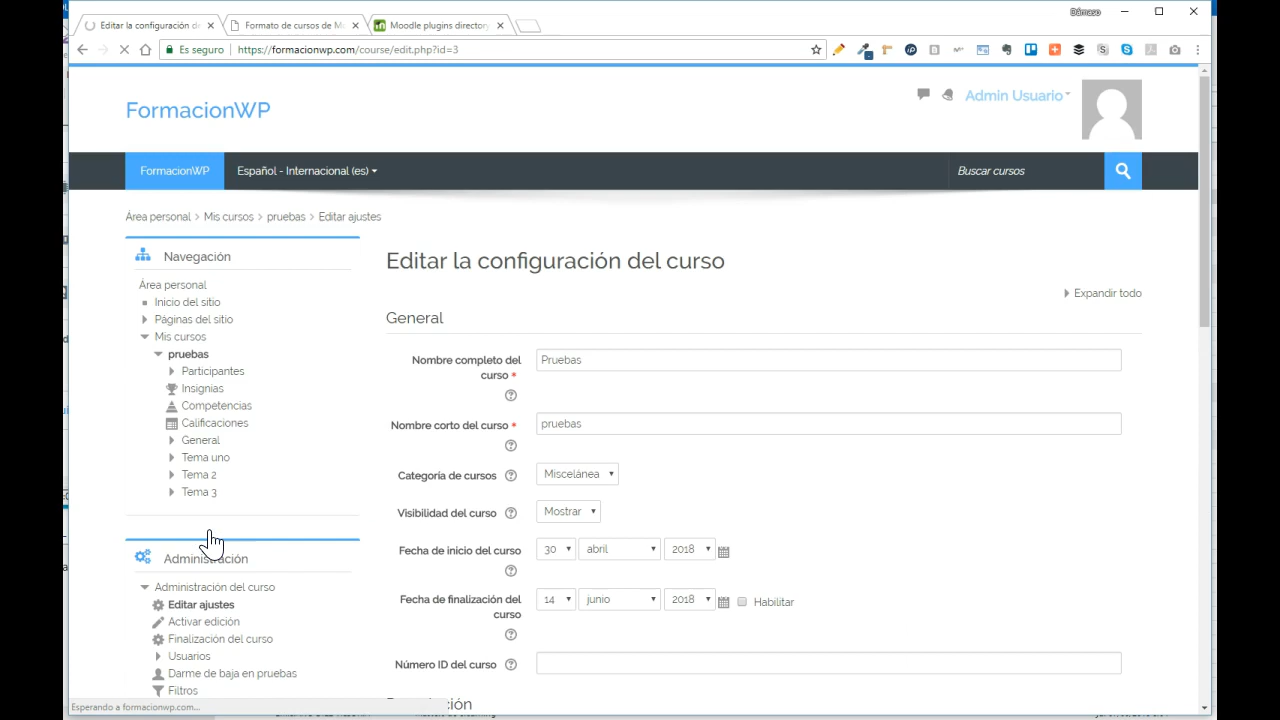 Dámaso
Editar la configuración de
Formato de cursos de Mo
Moodle plugins directory
Es seguro
https://formacionwp.com/course/edit.php?id=3
FormacionWP
Admin Usuario
FormacionWP
Español - Internacional (es)
Buscar cursos
Área personal > Mis cursos > pruebas > Editar ajustes
Navegación
Área personal
Inicio del sitio
Páginas del sitio
Mis cursos
pruebas
Participantes
Insignias
Competencias
Calificaciones
General
Tema uno
Tema 2
Tema 3
Administración
Administración del curso
Editar ajustes
Activar edición
Finalización del curso
Usuarios
Darme de baja en pruebas
Filtros
Editar la configuración del curso
Expandir todo
General
Nombre completo del
curso *
Pruebas
Nombre corto del curso *
pruebas
Categoría de cursos
Miscelánea
Visibilidad del curso
Mostrar
Fecha de inicio del curso
30 abril 2018
Fecha de finalización del
curso
14 junio 2018 Habilitar
Número ID del curso
Esperando a formacionwp.com...